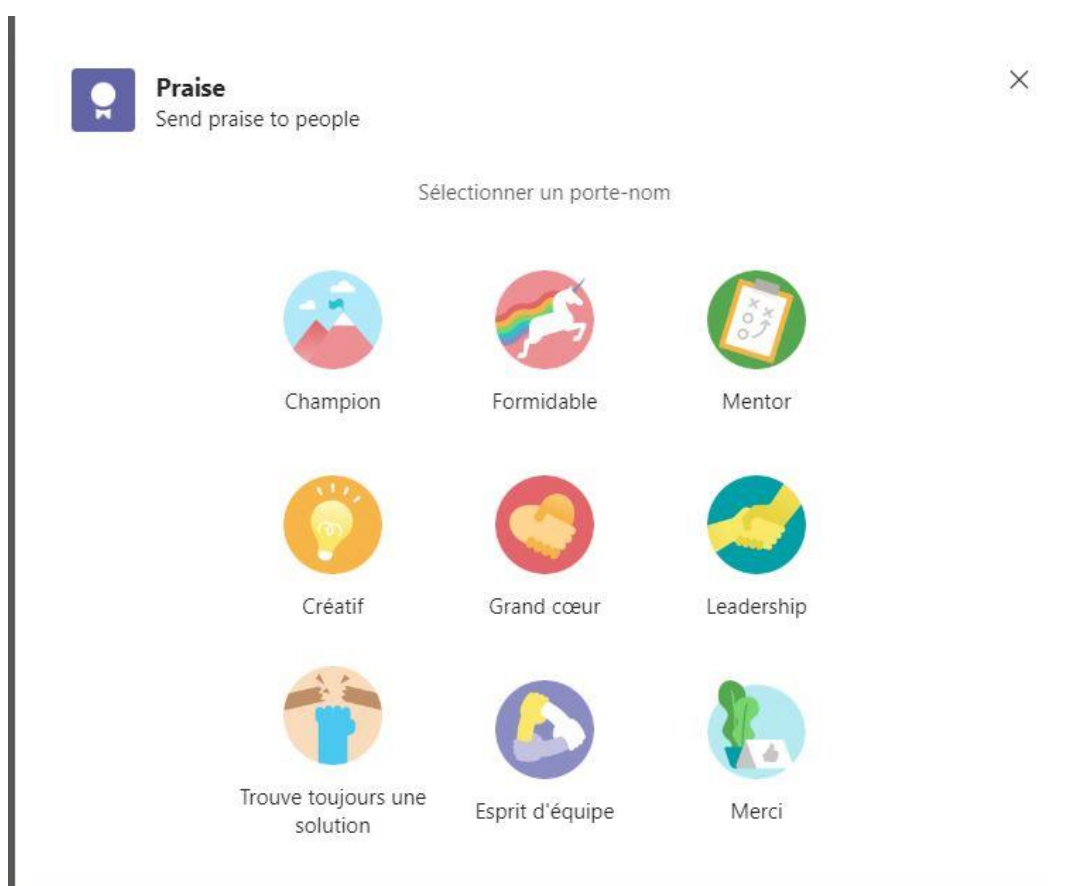 Praise
Send praise to people
Sélectionner un porte-nom
Champion
Formidable
Mentor
Créatif
Grand cœur
Leadership
Trouve toujours une
solution
Esprit d'équipe
Merci